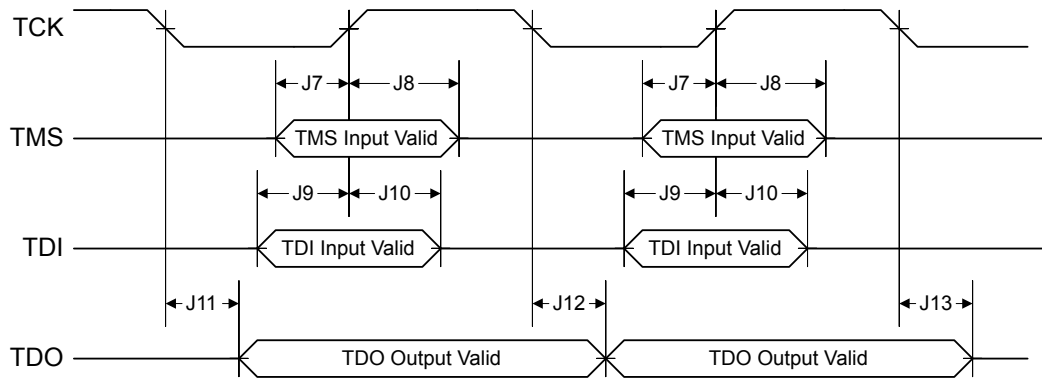 TCK
J7 J8 J7 J8
TMS TMS Input Valid TMS Input Valid
J9 J10 J9 J10
TDI TDI Input Valid TDI Input Valid
J11 J12 J13
TDO TDO Output Valid TDO Output Valid